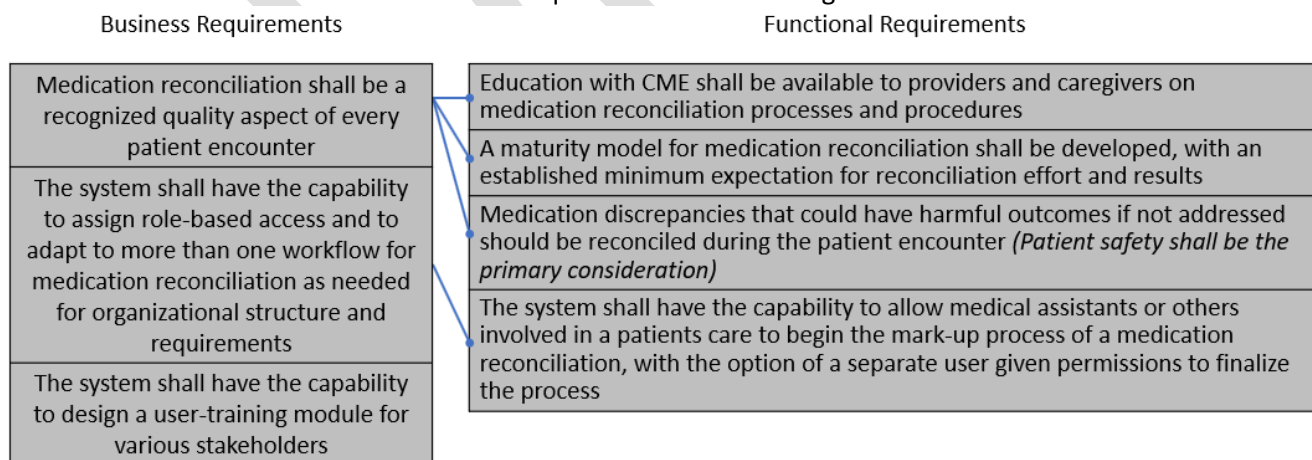 Business Requirements
Functional Requirements
Medication reconciliation shall be a
recognized quality aspect of every
patient encounter
The system shall have the capability
to assign role-based access and to
adapt to more than one workflow for
medication reconciliation as needed
for organizational structure and
requirements
The system shall have the capability
to design a user-training module for
various stakeholders
Education with CME shall be available to providers and caregivers on
medication reconciliation processes and procedures
A maturity model for medication reconciliation shall be developed, with an
established minimum expectation for reconciliation effort and results
Medication discrepancies that could have harmful outcomes if not addressed
should be reconciled during the patient encounter (Patient safety shall be the
primary consideration)
The system shall have the capability to allow medical assistants or others
involved in a patients care to begin the mark-up process of a medication
reconciliation, with the option of a separate user given permissions to finalize
the process